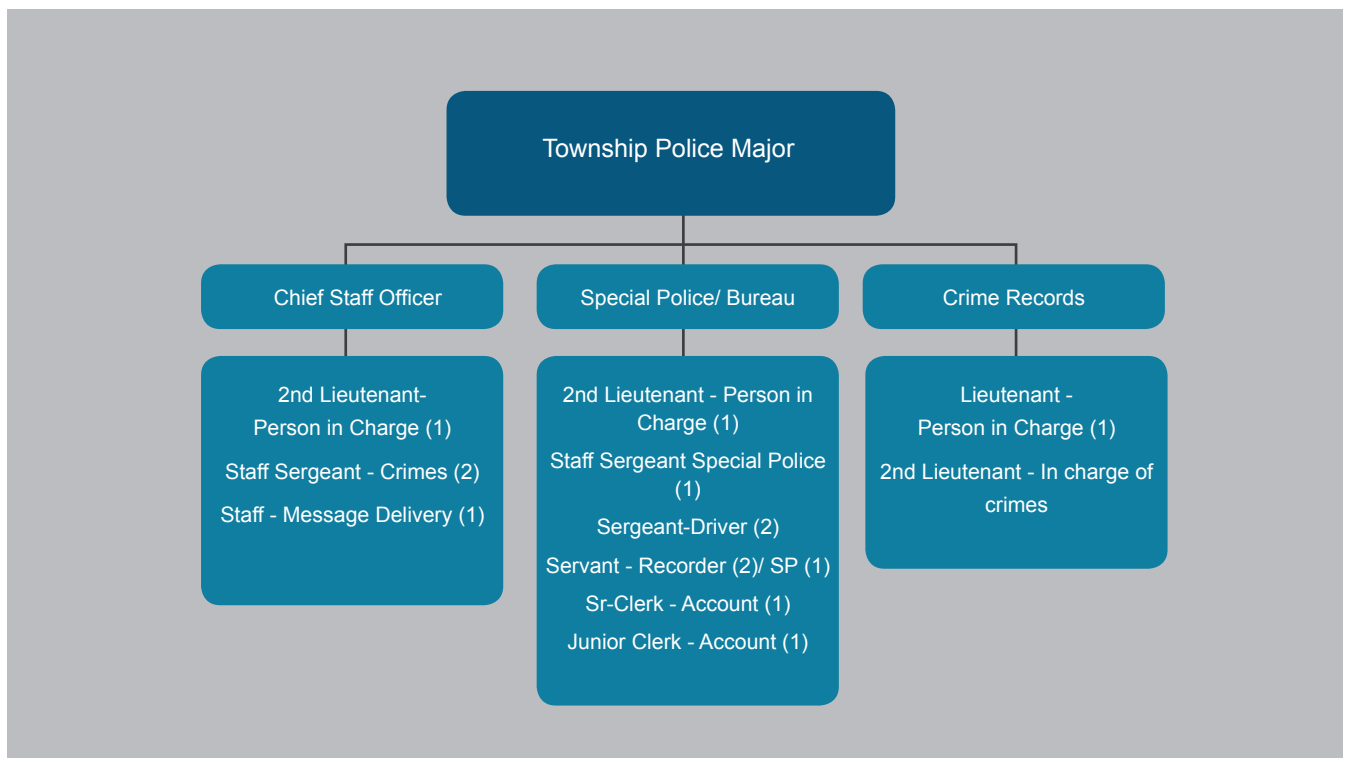 Township Police Major
Chief Staff Officer
2nd Lieutenant-
Person in Charge (1)
Staff Sergeant - Crimes (2)
Staff - Message Delivery (1)
Special Police/ Bureau
2nd Lieutenant - Person in
Charge (1)
Staff Sergeant Special Police
(1)
Sergeant-Driver (2)
Servant - Recorder (2)/ SP (1)
Sr-Clerk - Account (1)
Junior Clerk - Account (1)
Crime Records
Lieutenant -
Person in Charge (1)
2nd Lieutenant - In charge of
crimes